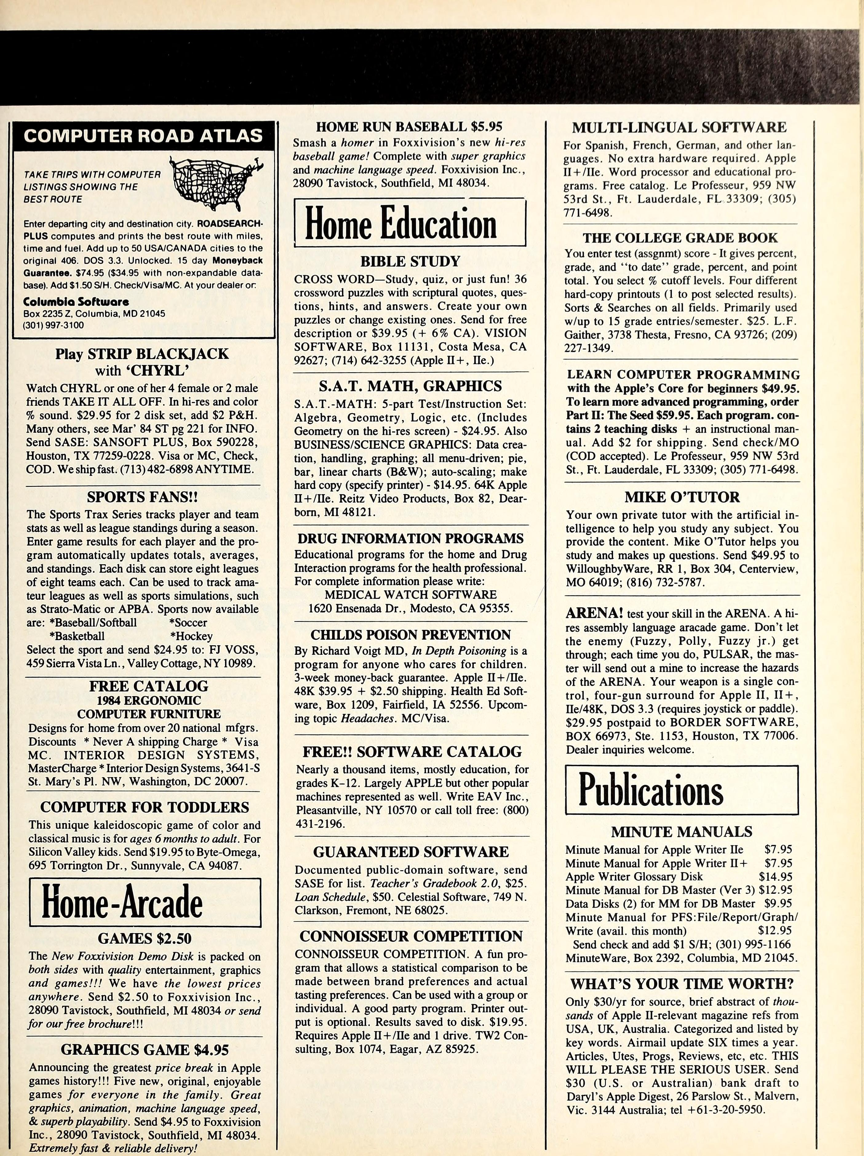 COMPUTER ROAD ATLAS
TAKE TRIPS WITH COMPUTER
LISTINGS SHOWING THE
BEST ROUTE
Enter departing city and destination city. ROADSEARCH-
PLUS computes and prints the best route with miles,
time and fuel. Add up to 50 USA/CANADA cities to the
original 406. DOS 3.3. Unlocked. 15 day Moneyback
Guarantee. $74.95 ($34.95 with non-expandable data-
base). Add $1.50 S/H. Check/Visa/MC. At your dealer or:
Columbia Software
Box 2235 Z, Columbia, MD 21045
(301) 997-3100
Play STRIP BLACKJACK
with ‘CHYRL’
Watch CHYRL or one of her 4 female or 2 male
friends TAKE IT ALL OFF. In hi-res and color
% sound. $29.95 for 2 disk set, add $2 P&H.
Many others, see Mar' 84 ST pg 221 for INFO.
Send SASE: SANSOFT PLUS, Box 590228,
Houston, TX 77259-0228. Visa or MC, Check,
COD. We ship fast. (713) 482-6898 ANYTIME.
SPORTS FANS!!
The Sports Trax Series tracks player and team
stats as well as league standings during a season.
Enter game results for each player and the pro-
gram automatically updates totals, averages,
and standings. Each disk can store eight leagues
of eight teams each. Can be used to track ama-
teur leagues as well as sports simulations, such
as Strato-Matic or APBA. Sports now available
are: *Baseball/Softball *Soccer
*Basketball *Hockey
Select the sport and send $24.95 to: FJ VOSS,
459 Sierra Vista Ln., Valley Cottage, NY 10989.
FREE CATALOG
1984 ERGONOMIC
COMPUTER FURNITURE
Designs for home from over 20 national mfgrs.
Discounts * Never A shipping Charge * Visa
MC. INTERIOR DESIGN SYSTEMS,
MasterCharge * Interior Design Systems, 3641-S
St. Mary's Pl. NW, Washington, DC 20007.
COMPUTER FOR TODDLERS
This unique kaleidoscopic game of color and
classical music is for ages 6 months to adult. For
Silicon Valley kids. Send $19.95 to Byte-Omega,
695 Torrington Dr., Sunnyvale, CA 94087.
Home-Arcade
GAMES $2.50
The New Foxxivision Demo Disk is packed on
both sides with quality entertainment, graphics
and games!!! We have the lowest prices
anywhere. Send $2.50 to Foxxivision Inc.,
28090 Tavistock, Southfield, MI 48034 or send
for our free brochure!!!
GRAPHICS GAME $4.95
Announcing the greatest price break in Apple
games history!!! Five new, original, enjoyable
games for everyone in the family. Great
graphics, animation, machine language speed,
& superb playability. Send $4.95 to Foxxivision
Inc., 28090 Tavistock, Southfield, MI 48034.
Extremely fast & reliable delivery!
HOME RUN BASEBALL $5.95
Smash a homer in Foxxivision's new hi-res
baseball game! Complete with super graphics
and machine language speed. Foxxivision Inc.,
28090 Tavistock, Southfield, MI 48034.
Home Education
BIBLE STUDY
CROSS WORD—Study, quiz, or just fun! 36
crossword puzzles with scriptural quotes, ques-
tions, hints, and answers. Create your own
puzzles or change existing ones. Send for free
description or $39.95 (+ 6% CA). VISION
SOFTWARE, Box 11131, Costa Mesa, CA
92627; (714) 642-3255 (Apple II+, IIe.)
S.A.T. MATH, GRAPHICS
S.A.T.-MATH: 5-part Test/Instruction Set:
Algebra, Geometry, Logic, etc. (Includes
Geometry on the hi-res screen) - $24.95. Also
BUSINESS/SCIENCE GRAPHICS: Data crea-
tion, handling, graphing; all menu-driven; pie,
bar, linear charts (B&W); auto-scaling; make
hard copy (specify printer) - $14.95. 64K Apple
II+/IIe. Reitz Video Products, Box 82, Dear-
born, MI 48121.
DRUG INFORMATION PROGRAMS
Educational programs for the home and Drug
Interaction programs for the health professional.
For complete information please write:
MEDICAL WATCH SOFTWARE
1620 Ensenada Dr., Modesto, CA 95355.
CHILDS POISON PREVENTION
By Richard Voigt MD, In Depth Poisoning is a
program for anyone who cares for children.
3-week money-back guarantee. Apple II+/IIe.
48K $39.95 + $2.50 shipping. Health Ed Soft-
ware, Box 1209, Fairfield, IA 52556. Upcom-
ing topic Headaches. MC/Visa.
FREE!! SOFTWARE CATALOG
Nearly a thousand items, mostly education, for
grades K–12. Largely APPLE but other popular
machines represented as well. Write EAV Inc.,
Pleasantville, NY 10570 or call toll free: (800)
431-2196.
GUARANTEED SOFTWARE
Documented public-domain software, send
SASE for list. Teacher's Gradebook 2.0, $25.
Loan Schedule, $50. Celestial Software, 749 N.
Clarkson, Fremont, NE 68025.
CONNOISSEUR COMPETITION
CONNOISSEUR COMPETITION. A fun pro-
gram that allows a statistical comparison to be
made between brand preferences and actual
tasting preferences. Can be used with a group or
individual. A good party program. Printer out-
put is optional. Results saved to disk. $19.95.
Requires Apple II+/IIe and 1 drive. TW2 Con-
sulting, Box 1074, Eagar, AZ 85925.
MULTI-LINGUAL SOFTWARE
For Spanish, French, German, and other lan-
guages. No extra hardware required. Apple
II+/IIe. Word processor and educational pro-
grams. Free catalog. Le Professeur, 959 NW
53rd St., Ft. Lauderdale, FL 33309; (305)
771-6498.
THE COLLEGE GRADE BOOK
You enter test (assgnmt) score - It gives percent,
grade, and “to date” grade, percent, and point
total. You select % cutoff levels. Four different
hard-copy printouts (1 to post selected results).
Sorts & Searches on all fields. Primarily used
w/up to 15 grade entries/semester. $25. L.F.
Gaither, 3738 Thesta, Fresno, CA 93726; (209)
227-1349.
LEARN COMPUTER PROGRAMMING
with the Apple's Core for beginners $49.95.
To learn more advanced programming, order
Part II: The Seed $59.95. Each program. con-
tains 2 teaching disks + an instructional man-
ual. Add $2 for shipping. Send check/MO
(COD accepted). Le Professeur, 959 NW 53rd
St., Ft. Lauderdale, FL 33309; (305) 771-6498.
MIKE O'TUTOR
Your own private tutor with the artificial in-
telligence to help you study any subject. You
provide the content. Mike O'Tutor helps you
study and makes up questions. Send $49.95 to
WilloughbyWare, RR 1, Box 304, Centerview,
MO 64019; (816) 732-5787.
ARENA! test your skill in the ARENA. A hi-
res assembly language aracade game. Don't let
the enemy (Fuzzy, Polly, Fuzzy jr.) get
through; each time you do, PULSAR, the mas-
ter will send out a mine to increase the hazards
of the ARENA. Your weapon is a single con-
trol, four-gun surround for Apple II, II+,
IIe/48K, DOS 3.3 (requires joystick or paddle).
$29.95 postpaid to BORDER SOFTWARE,
BOX 66973, Ste. 1153, Houston, TX 77006.
Dealer inquiries welcome.
Publications
MINUTE MANUALS
Minute Manual for Apple Writer IIe $7.95
Minute Manual for Apple Writer II+ $7.95
Apple Writer Glossary Disk $14.95
Minute Manual for DB Master (Ver 3) $12.95
Data Disks (2) for MM for DB Master $9.95
Minute Manual for PFS:File/Report/Graph/
Write (avail. this month) $12.95
Send check and add $1 S/H; (301) 995-1166
MinuteWare, Box 2392, Columbia, MD 21045.
WHAT'S YOUR TIME WORTH?
Only $30/yr for source, brief abstract of thou-
sands of Apple II-relevant magazine refs from
USA, UK, Australia. Categorized and listed by
key words. Airmail update SIX times a year.
Articles, Utes, Progs, Reviews, etc, etc. THIS
WILL PLEASE THE SERIOUS USER. Send
$30 (U.S. or Australian) bank draft to
Daryl's Apple Digest, 26 Parslow St., Malvern,
Vic. 3144 Australia; tel +61-3-20-5950.